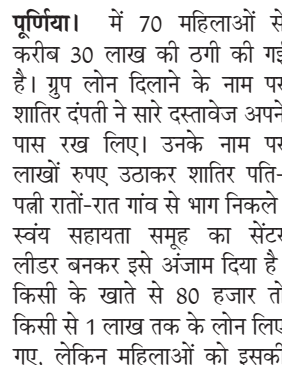 पूर्णिया। में 70 महिलाओं से
करीब 30 लाख की ठगी की गई
है। ग्रुप लोन दिलाने के नाम पर
शातिर दंपती ने सारे दस्तावेज अपने
पास रख लिए। उनके नाम पर
लाखों रुपए उठाकर शातिर पति-
पत्नी रातों-रात गांव से भाग निकले
स्वंय सहायता समूह का सेंटर
लीडर बनकर इसे अंजाम दिया है
किसी के खाते से 80 हजार तो
किसी से 1 लाख तक के लोन लिए
गए, लेकिन महिलाओं को इसकी